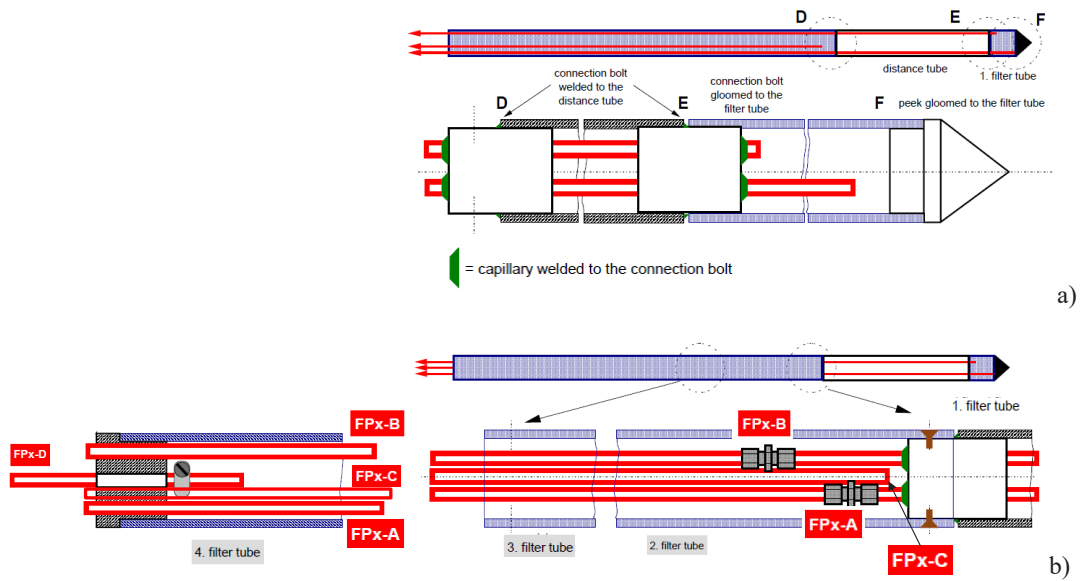 D
E
F
distance tube
1. filter tube
connection bolt
welded to the
distance tube
connection bolt
gloomed to the
filter tube
D
E
F
peek gloomed to the filter tube
= capillary welded to the connection bolt
a)
1. filter tube
FPx-B
FPx-B
FPx-D
FPx-C
FPx-A
FPx-A
FPx-C
4. filter tube
3. filter tube
2. filter tube
b)